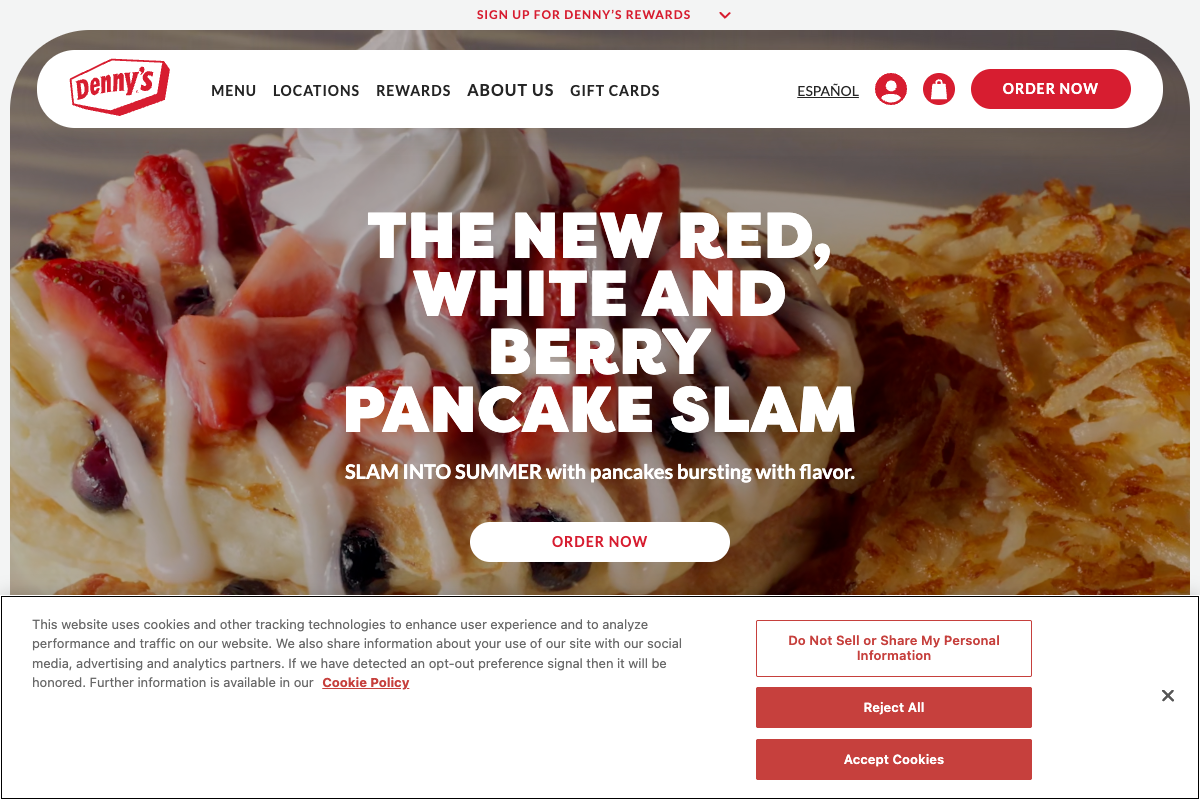 SIGN UP FOR DENNY'S REWARDS
Denny's
MENU LOCATIONS REWARDS ABOUT US GIFT CARDS ESPAÑOL ORDER NOW
THE NEW RED,
WHITE AND
BERRY
PANCAKE SLAM
SLAM INTO SUMMER with pancakes bursting with flavor.
ORDER NOW
This website uses cookies and other tracking technologies to enhance user experience and to analyze
performance and traffic on our website. We also share information about your use of our site with our social
media, advertising and analytics partners. If we have detected an opt-out preference signal then it will be
honored. Further information is available in our Cookie Policy
Do Not Sell or Share My Personal
Information
Reject All
Accept Cookies